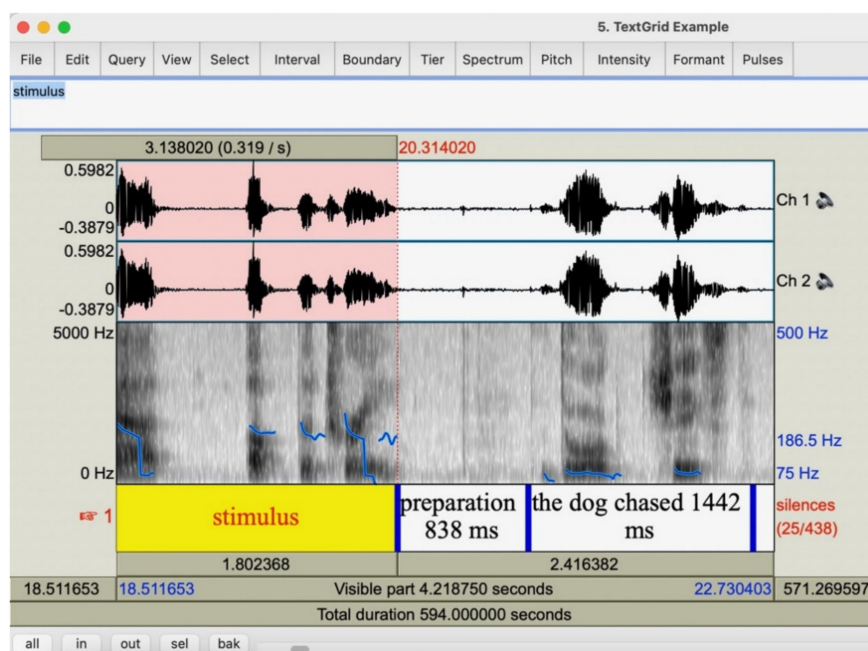 5. TextGrid Example
File Edit Query View Select Interval Boundary Tier Spectrum Pitch Intensity Formant Pulses
stimulus
3.138020 (0.319 / s) 20.314020
0.5982
0
-0.3879
Ch 1
0.5982
0
-0.3879
Ch 2
5000 Hz
500 Hz
186.5 Hz
0 Hz
75 Hz
1
stimulus
preparation
838 ms
the dog chased 1442
ms
silences
(25/438)
1.802368 2.416382
18.511653 18.511653 Visible part 4.218750 seconds 22.730403 571.269597
Total duration 594.000000 seconds
all in out sel bak